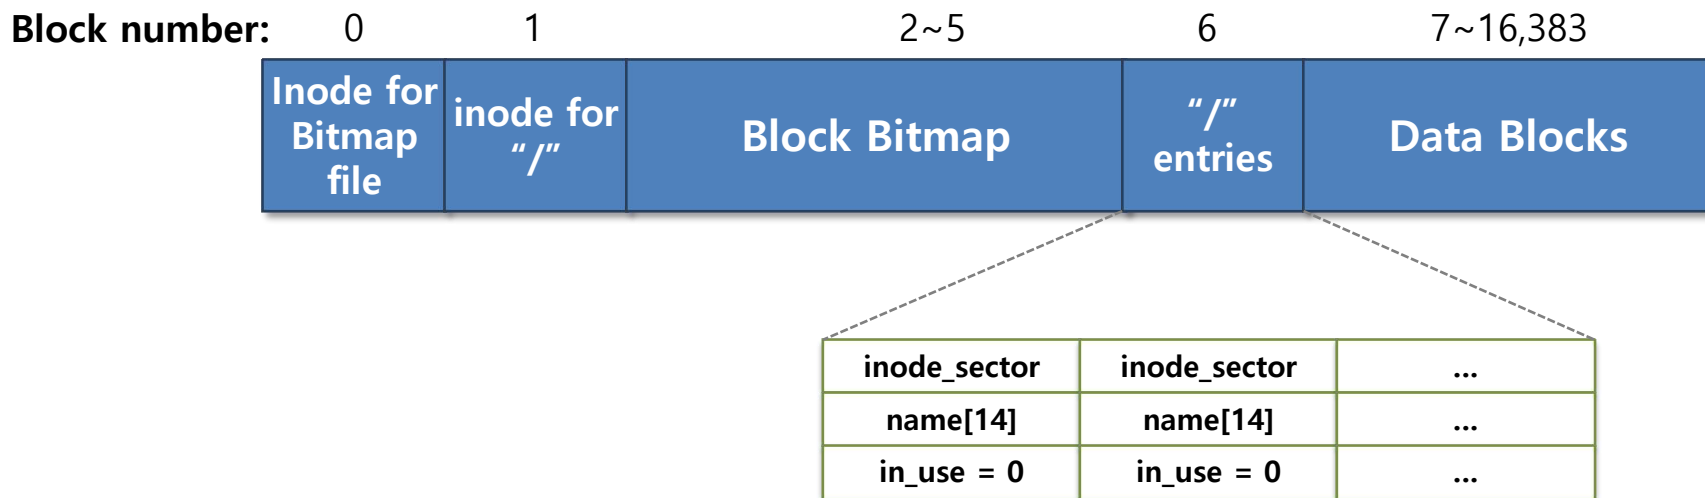 Block number: 0 1 2~5 6 7~16,383
Inode for
Bitmap
file
inode for
“/”
Block Bitmap
“/”
entries
Data Blocks
inode_sector inode_sector ...
name[14] name[14] ...
in_use = 0 in_use = 0 ...